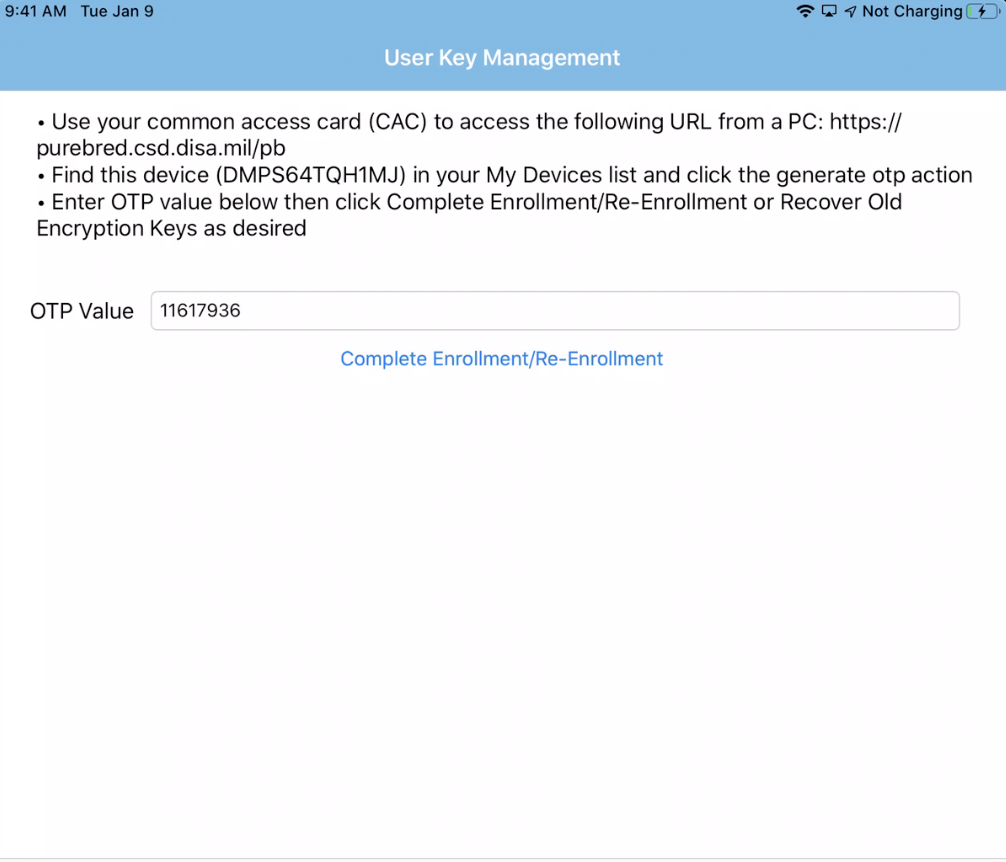 9:41 AM Tue Jan 9 Not Charging
User Key Management
• Use your common access card (CAC) to access the following URL from a PC: https://
purebred.csd.disa.mil/pb
• Find this device (DMPS64TQH1MJ) in your My Devices list and click the generate otp action
• Enter OTP value below then click Complete Enrollment/Re-Enrollment or Recover Old
Encryption Keys as desired
OTP Value 11617936
Complete Enrollment/Re-Enrollment